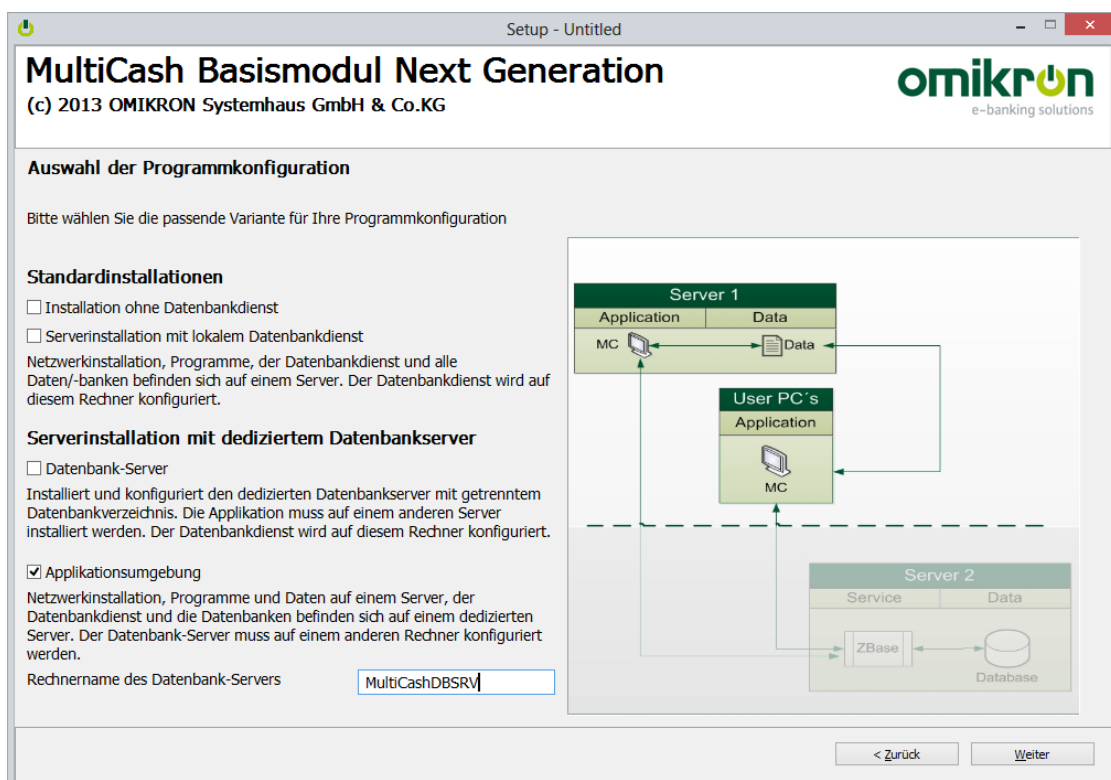 Setup - Untitled
MultiCash Basismodul Next Generation
(c) 2013 OMIKRON Systemhaus GmbH & Co.KG
omikron
e-banking solutions
Auswahl der Programmkonfiguration
Bitte wählen Sie die passende Variante für Ihre Programmkonfiguration
Standardinstallationen
Installation ohne Datenbankdienst
Serverinstallation mit lokalem Datenbankdienst
Netzwerkinstallation, Programme, der Datenbankdienst und alle
Daten/-banken befinden sich auf einem Server. Der Datenbankdienst wird auf
diesem Rechner konfiguriert.
Serverinstallation mit dediziertem Datenbankserver
Datenbank-Server
Installiert und konfiguriert den dedizierten Datenbankserver mit getrenntem
Datenbankverzeichnis. Die Applikation muss auf einem anderen Server
installiert werden. Der Datenbankdienst wird auf diesem Rechner konfiguriert.
Applikationsumgebung
Netzwerkinstallation, Programme und Daten auf einem Server, der
Datenbankdienst und die Datenbanken befinden sich auf einem dedizierten
Server. Der Datenbank-Server muss auf einem anderen Rechner konfiguriert
werden.
Rechnername des Datenbank-Servers
MultiCashDBSRV
Server 1
Application Data
MC Data
User PC´s
Application
MC
Server 2
Service Data
ZBase
Database
< Zurück Weiter